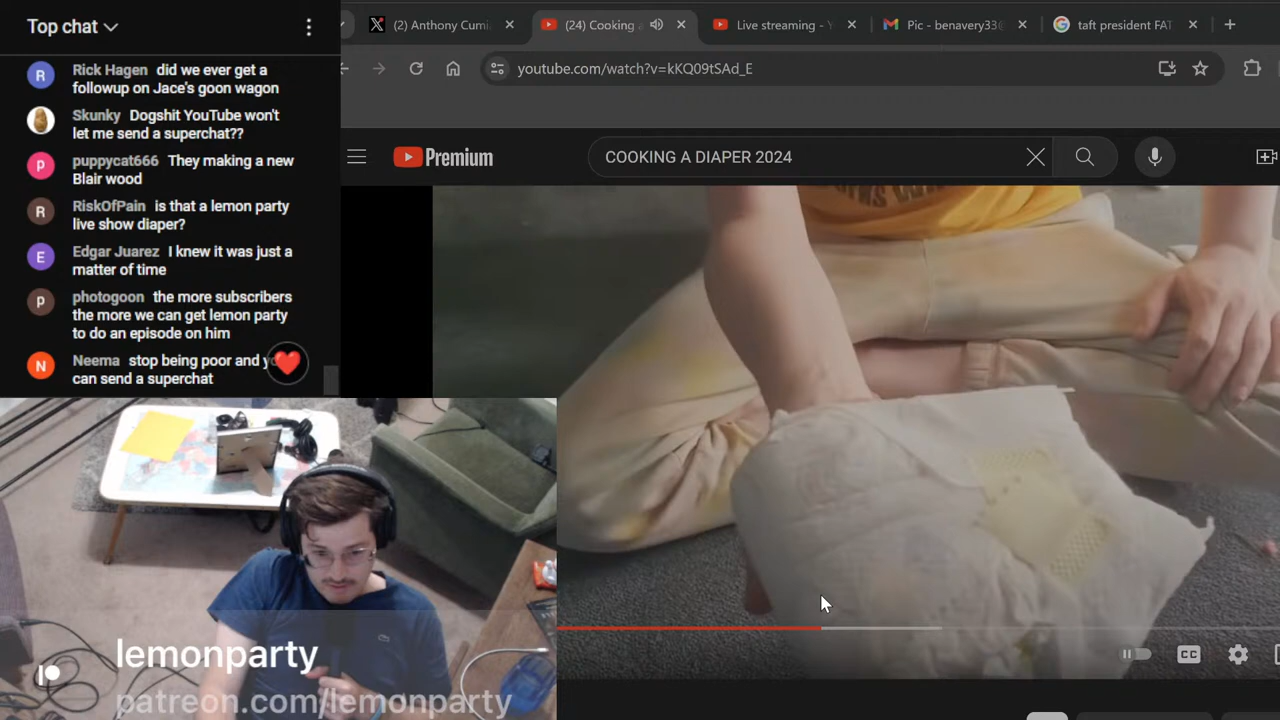 Top chat
Rick Hagen did we ever get a
followup on Jace's goon wagon
Skunky Dogshit YouTube won't
let me send a superchat??
puppycat666 They making a new
Blair wood
RiskOfPain is that a lemon party
live show diaper?
Edgar Juarez I knew it was just a
matter of time
photogoon the more subscribers
the more we can get lemon party
to do an episode on him
Neema stop being poor and
can send a superchat
R
P
R
E
P
N
(2) Anthony Cumi
(24) Cooking a
Live streaming - Y
Pic - benavery33@
taft president FAT
youtube.com/watch?v=kKQ09tSAd_E
Premium
COOKING A DIAPER 2024
CC
lemonparty
patreon.com/lemonparty